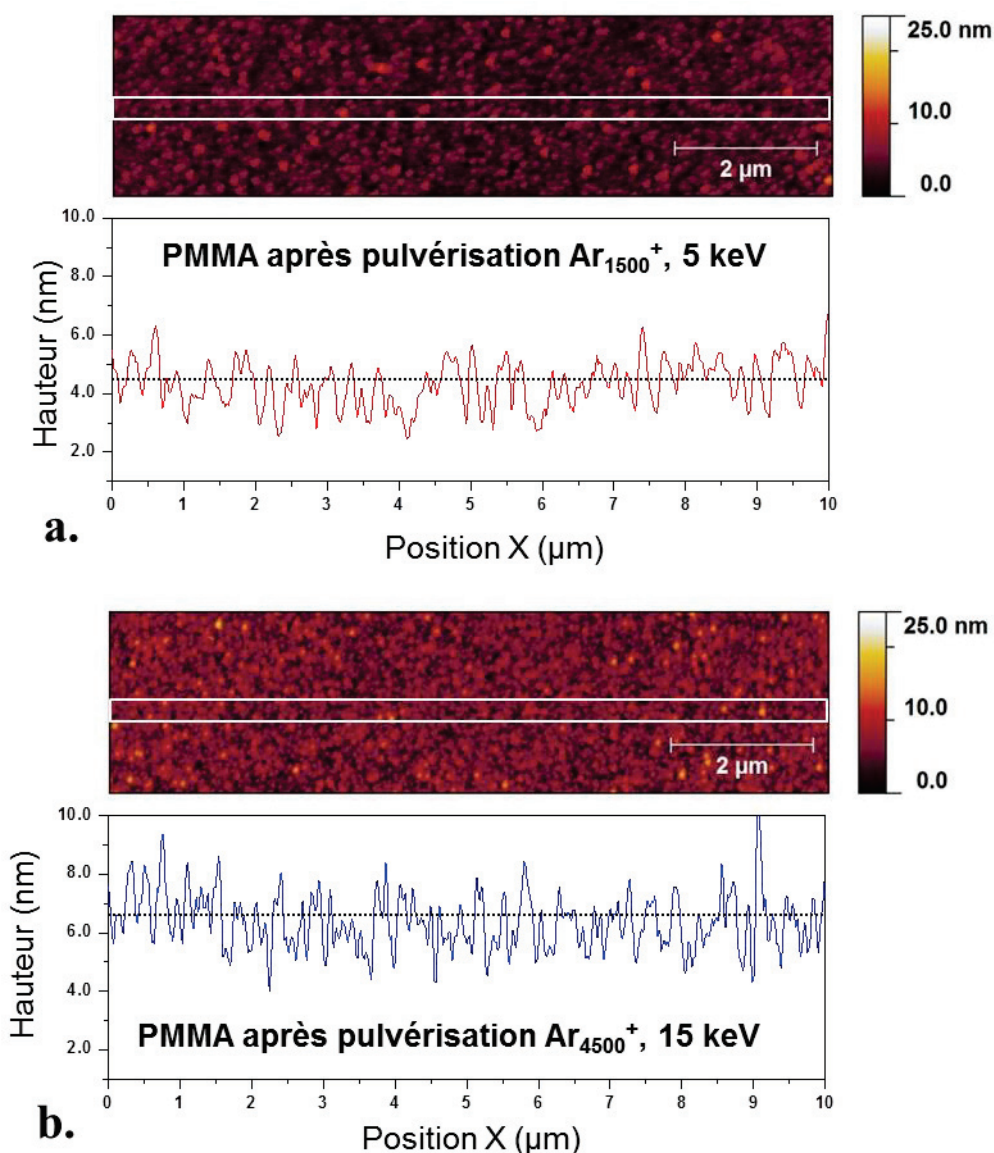 25.0 nm
10.0
0.0
2 µm
10.0
8.0
6.0
4.0
2.0
Hauteur (nm)
PMMA après pulvérisation Ar₁₅₀₀⁺, 5 keV
0 1 2 3 4 5 6 7 8 9 10
Position X (µm)
a.
25.0 nm
10.0
0.0
2 µm
10.0
8.0
6.0
4.0
2.0
Hauteur (nm)
PMMA après pulvérisation Ar₄₅₀₀⁺, 15 keV
0 1 2 3 4 5 6 7 8 9 10
Position X (µm)
b.